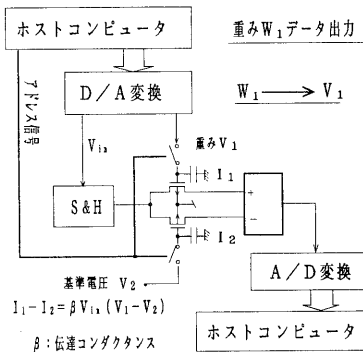 ホストコンピュータ
重みW₁データ出力
W₁ → V₁
アドレス信号
D/A変換
Vin
重みV₁
I₁
S&H
+
−
I₂
基準電圧 V₂
A/D変換
I₁−I₂=βVin(V₁−V₂)
ホストコンピュータ
β:伝達コンダクタンス